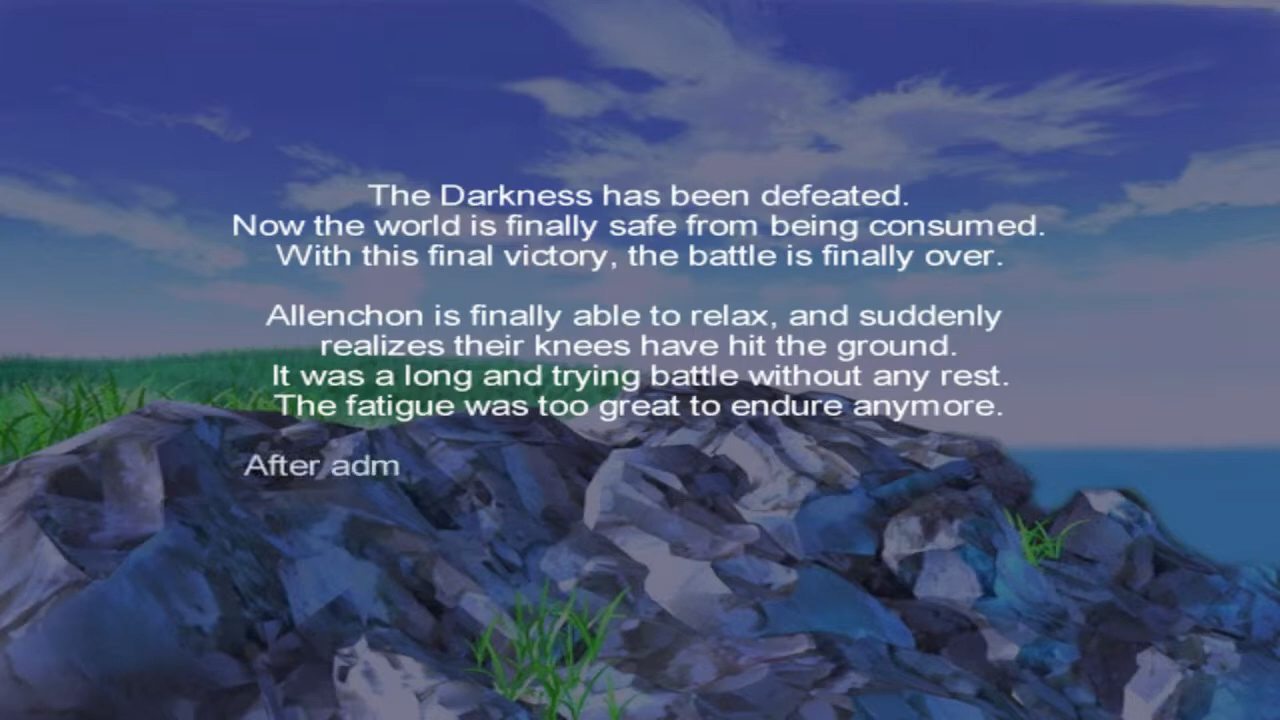 The Darkness has been defeated.
Now the world is finally safe from being consumed.
With this final victory, the battle is finally over.
Allenchon is finally able to relax, and suddenly
realizes their knees have hit the ground.
It was a long and trying battle without any rest.
The fatigue was too great to endure anymore.
After adm